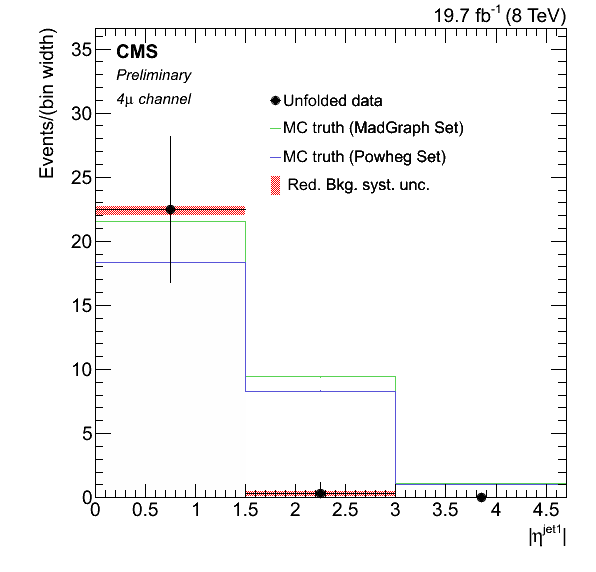 19.7 fb⁻¹ (8 TeV)
Events/(bin width)
CMS
Preliminary
4μ channel
Unfolded data
MC truth (MadGraph Set)
MC truth (Powheg Set)
Red. Bkg. syst. unc.
35
30
25
20
15
10
5
0
0 0.5 1 1.5 2 2.5 3 3.5 4 4.5
|η^jet1|